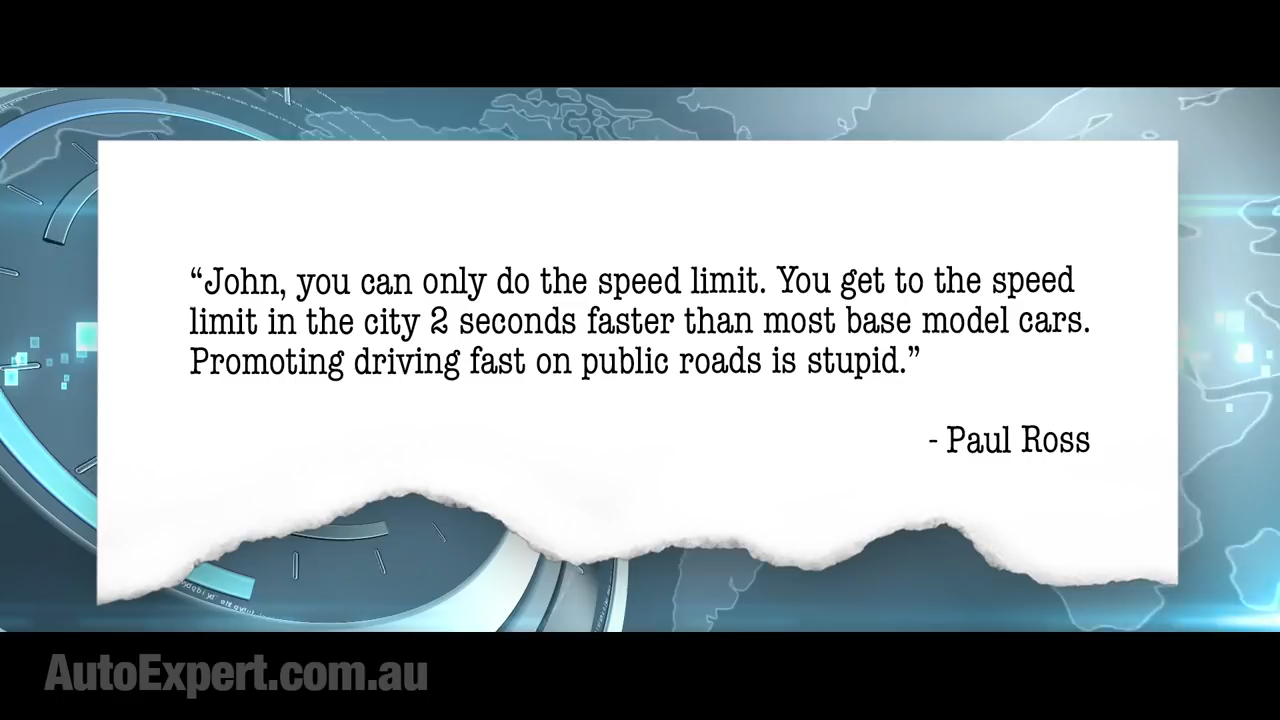 “John, you can only do the speed limit. You get to the speed
limit in the city 2 seconds faster than most base model cars.
Promoting driving fast on public roads is stupid.”
- Paul Ross
AutoExpert.com.au